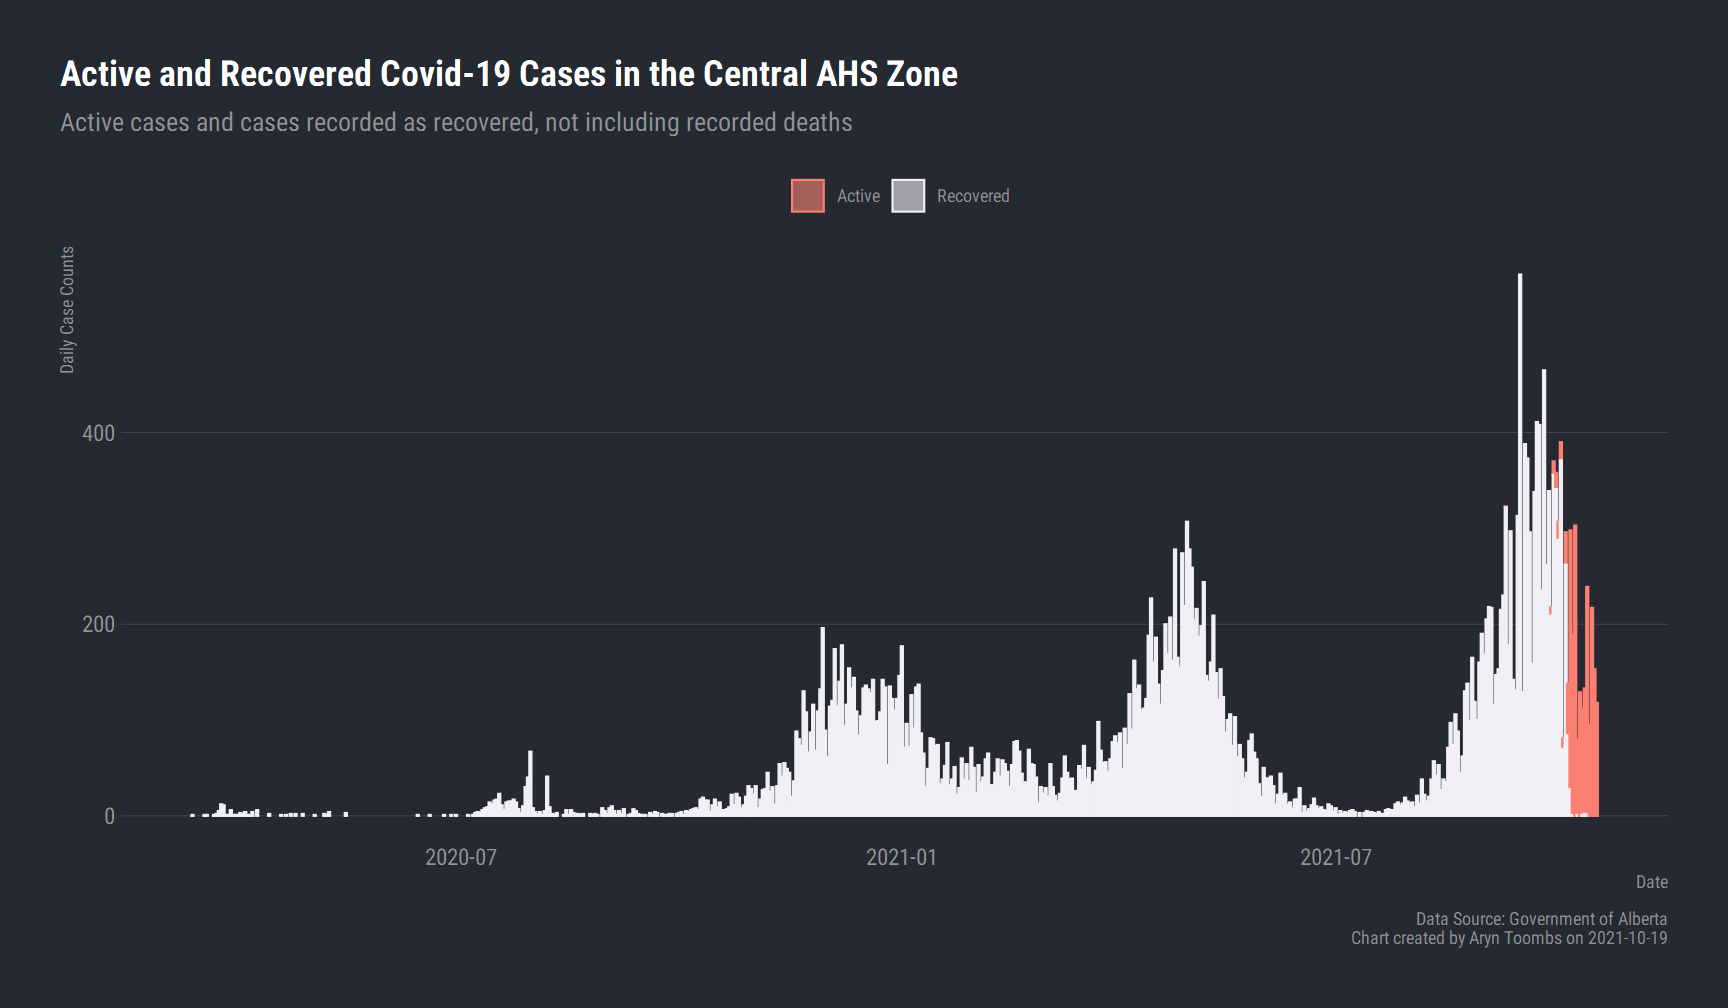 Active and Recovered Covid-19 Cases in the Central AHS Zone
Active cases and cases recorded as recovered, not including recorded deaths
Active
Recovered
Daily Case Counts
400
200
0
2020-07
2021-01
2021-07
Date
Data Source: Government of Alberta
Chart created by Aryn Toombs on 2021-10-19